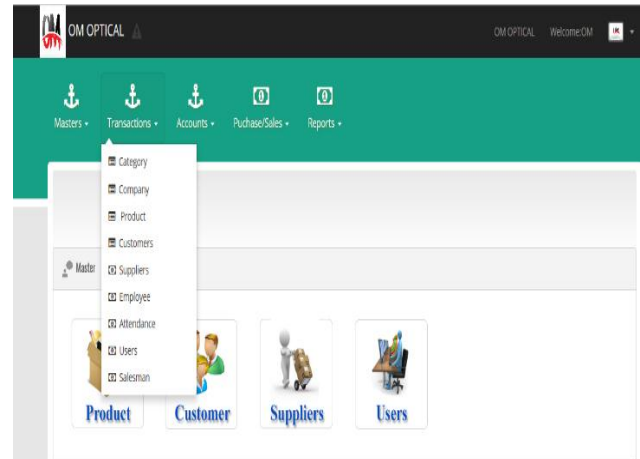 OM OPTICAL
OM OPTICAL Welcome:OM
Masters Transactions Accounts Puchase/Sales Reports
Category
Company
Product
Customers
Suppliers
Employee
Attendance
Users
Salesman
Master
Product Customer Suppliers Users